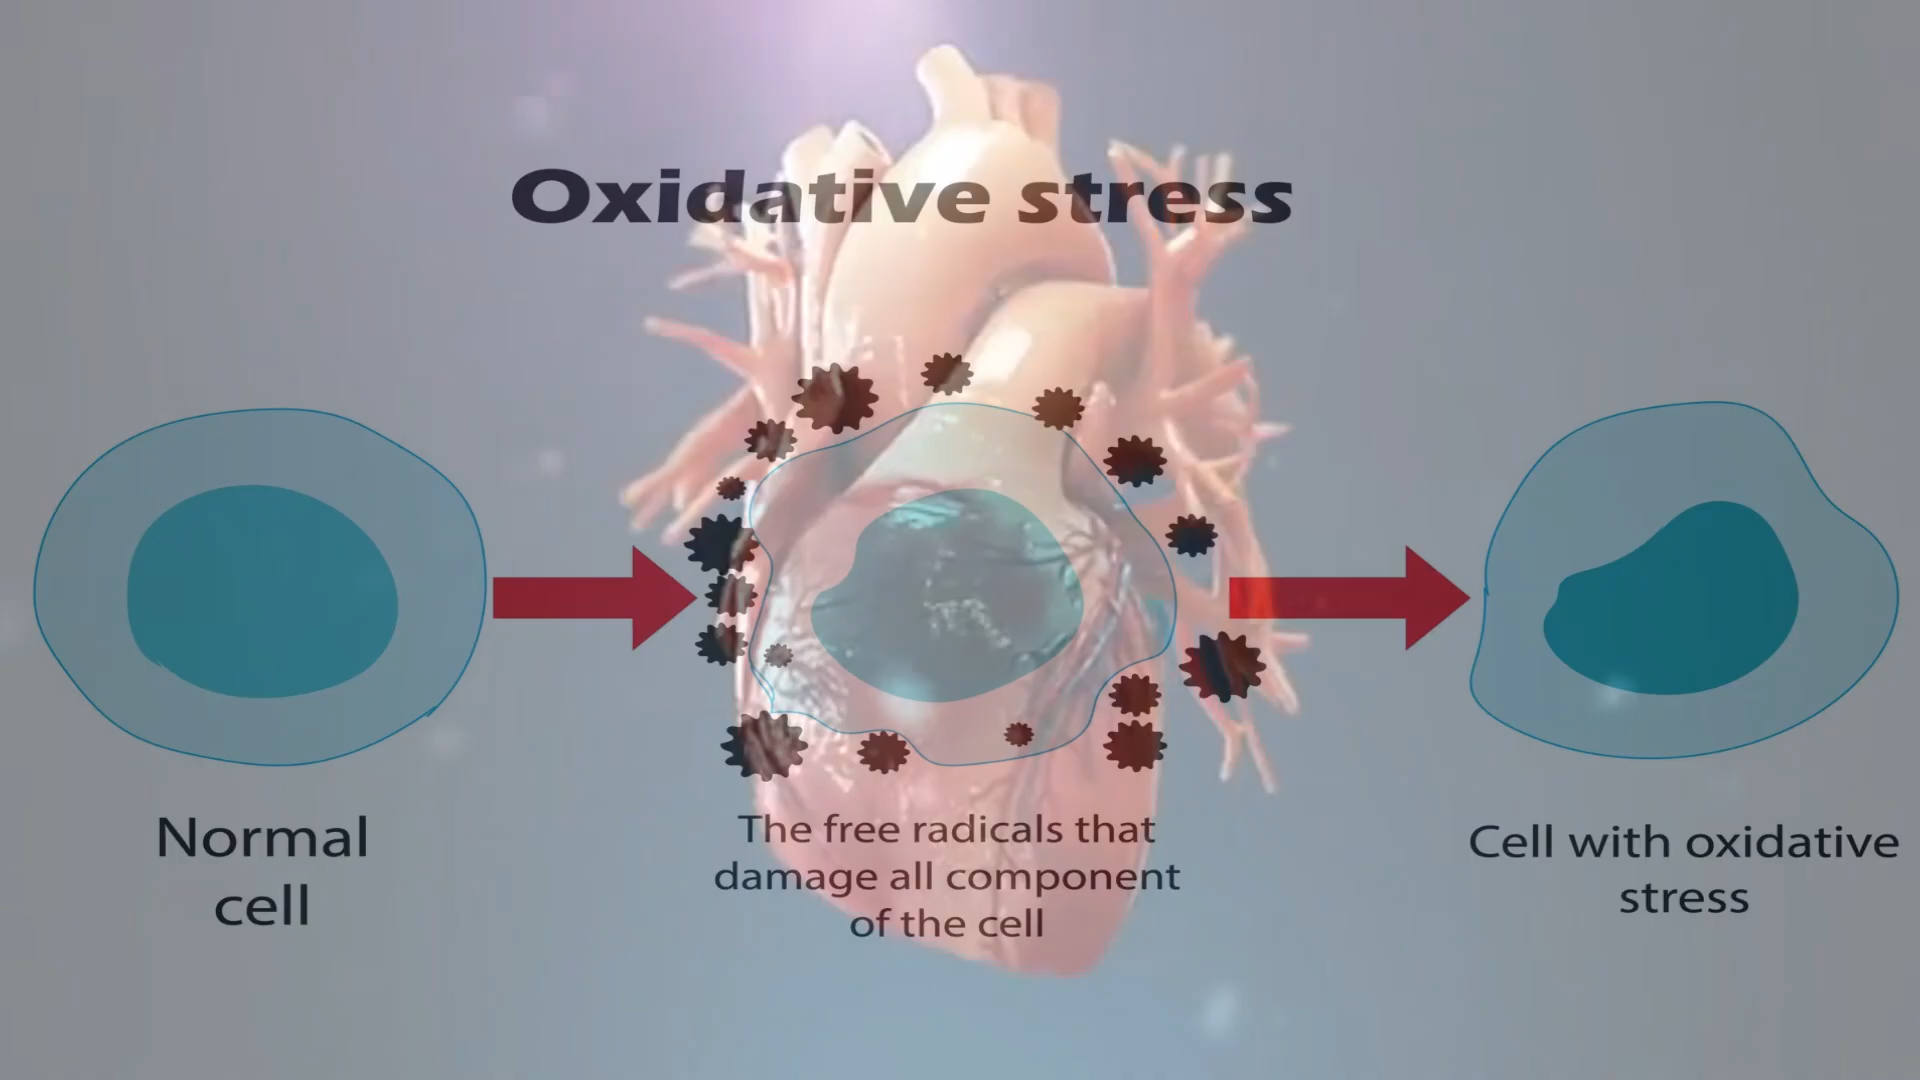 Oxidative stress
Normal
cell
The free radicals that
damage all component
of the cell
Cell with oxidative
stress